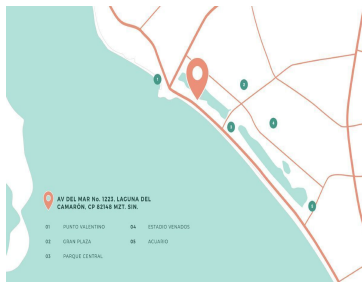 AV DEL MAR No. 1223, LAGUNA DEL
CAMARÓN, CP 82146 MZT. SIN.
01 PUNTO VALENTINO
02 GRAN PLAZA
03 PARQUE CENTRAL
04 ESTADIO VENADOS
05 ACUARIO